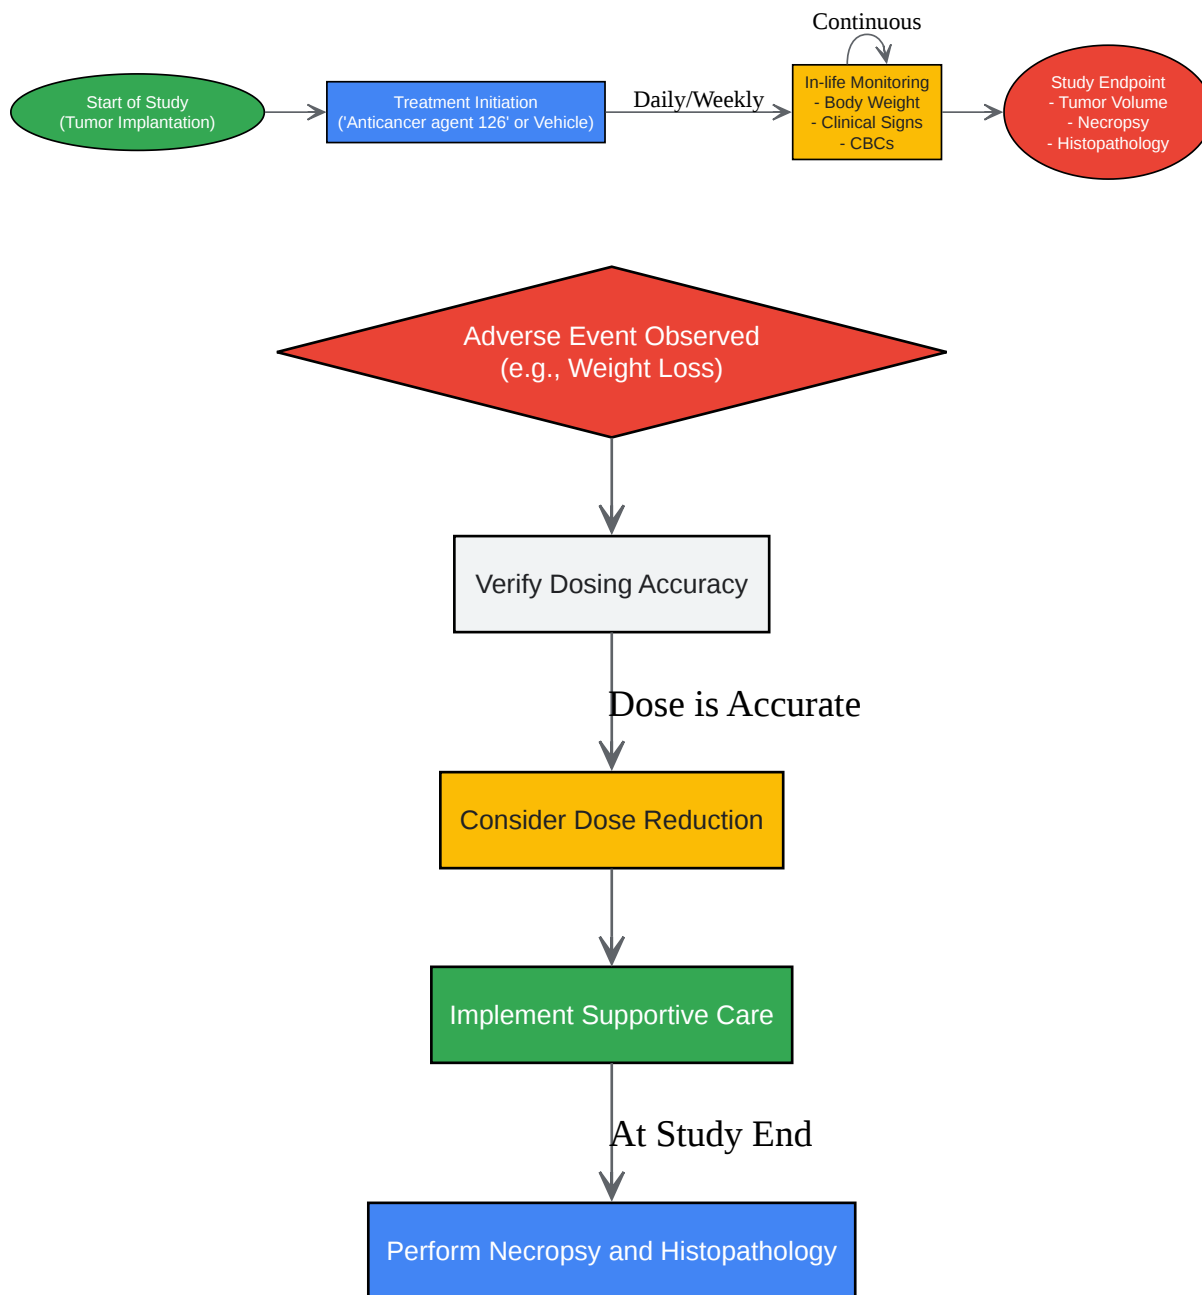 Continuous
Start of Study
(Tumor Implantation)
Treatment Initiation
('Anticancer agent 126' or Vehicle)
Daily/Weekly
In-life Monitoring
- Body Weight
- Clinical Signs
- CBCs
Study Endpoint
- Tumor Volume
- Necropsy
- Histopathology
Adverse Event Observed
(e.g., Weight Loss)
Verify Dosing Accuracy
Dose is Accurate
Consider Dose Reduction
Implement Supportive Care
At Study End
Perform Necropsy and Histopathology